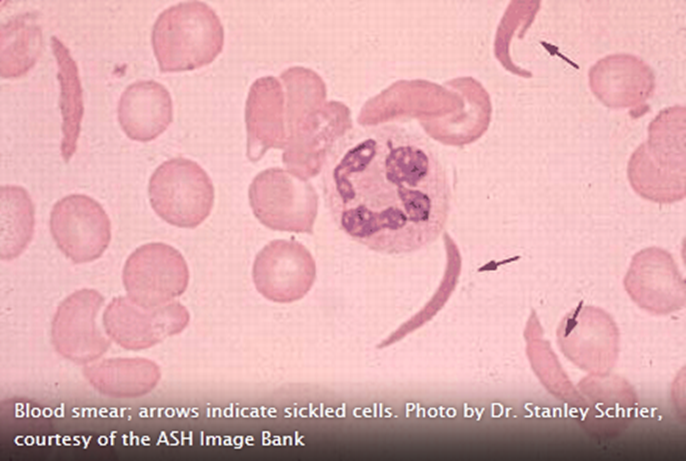 Blood smear; arrows indicate sickled cells. Photo by Dr. Stanley Schrier,
courtesy of the ASH Image Bank